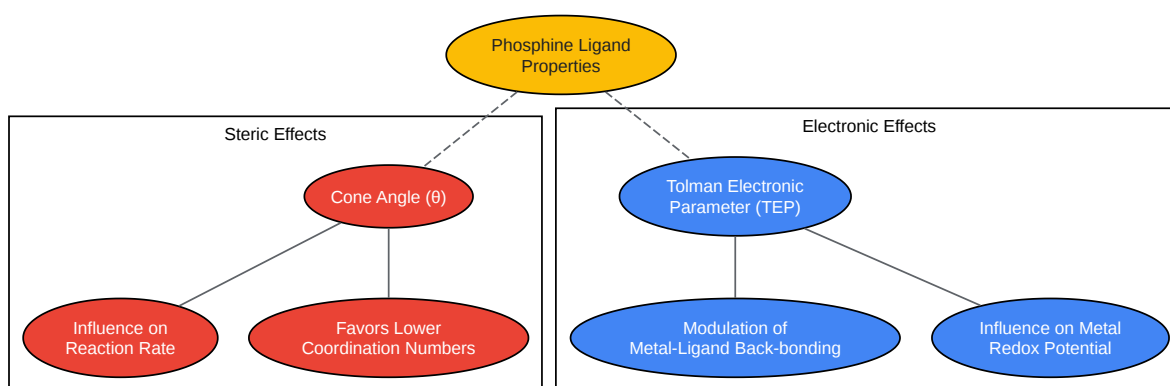 Phosphine Ligand
Properties
Steric Effects
Electronic Effects
Cone Angle (θ)
Tolman Electronic
Parameter (TEP)
Influence on
Reaction Rate
Favors Lower
Coordination Numbers
Modulation of
Metal-Ligand Back-bonding
Influence on Metal
Redox Potential